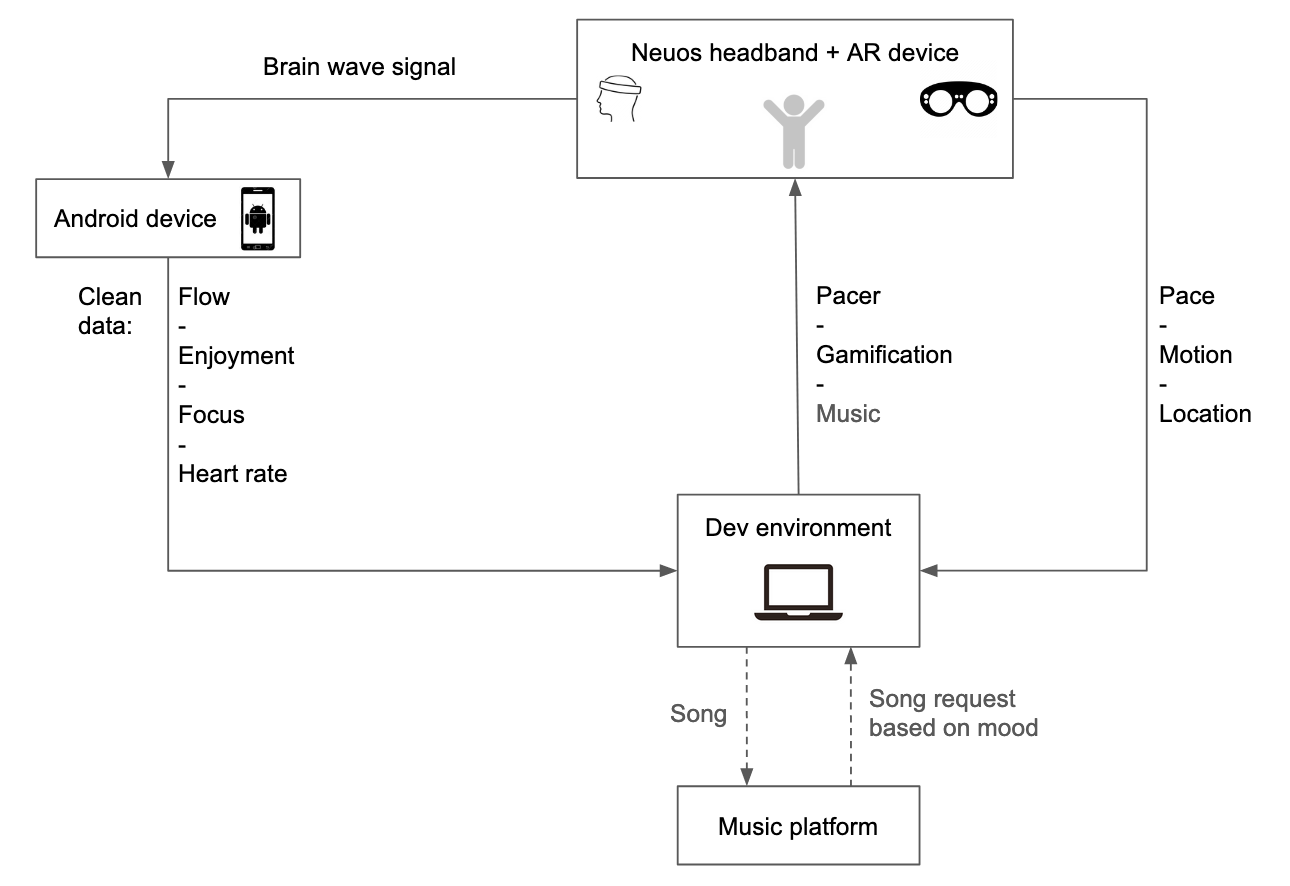 Neuos headband + AR device
Brain wave signal
Android device
Clean
data:
Flow
-
Enjoyment
-
Focus
-
Heart rate
Pacer
-
Gamification
-
Music
Pace
-
Motion
-
Location
Dev environment
Song
Song request
based on mood
Music platform